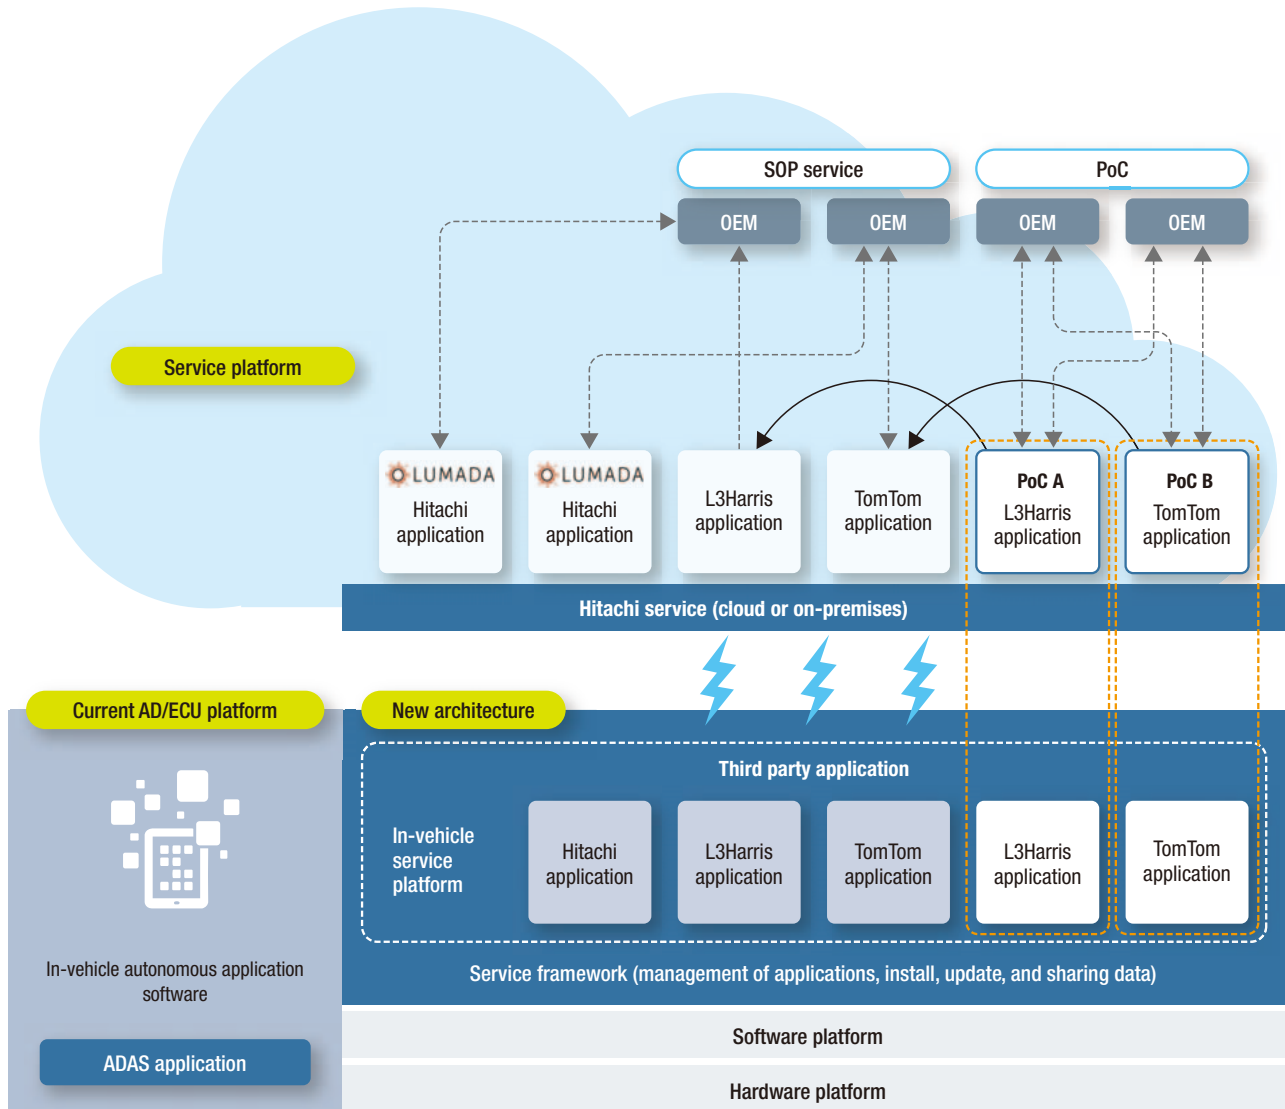 SOP service
PoC
OEM
OEM
OEM
OEM
Service platform
LUMADA
Hitachi
application
LUMADA
Hitachi
application
L3Harris
application
TomTom
application
PoC A
L3Harris
application
PoC B
TomTom
application
Hitachi service (cloud or on-premises)
Current AD/ECU platform
New architecture
Third party application
In-vehicle
service
platform
Hitachi
application
L3Harris
application
TomTom
application
L3Harris
application
TomTom
application
In-vehicle autonomous application
software
Service framework (management of applications, install, update, and sharing data)
ADAS application
Software platform
Hardware platform